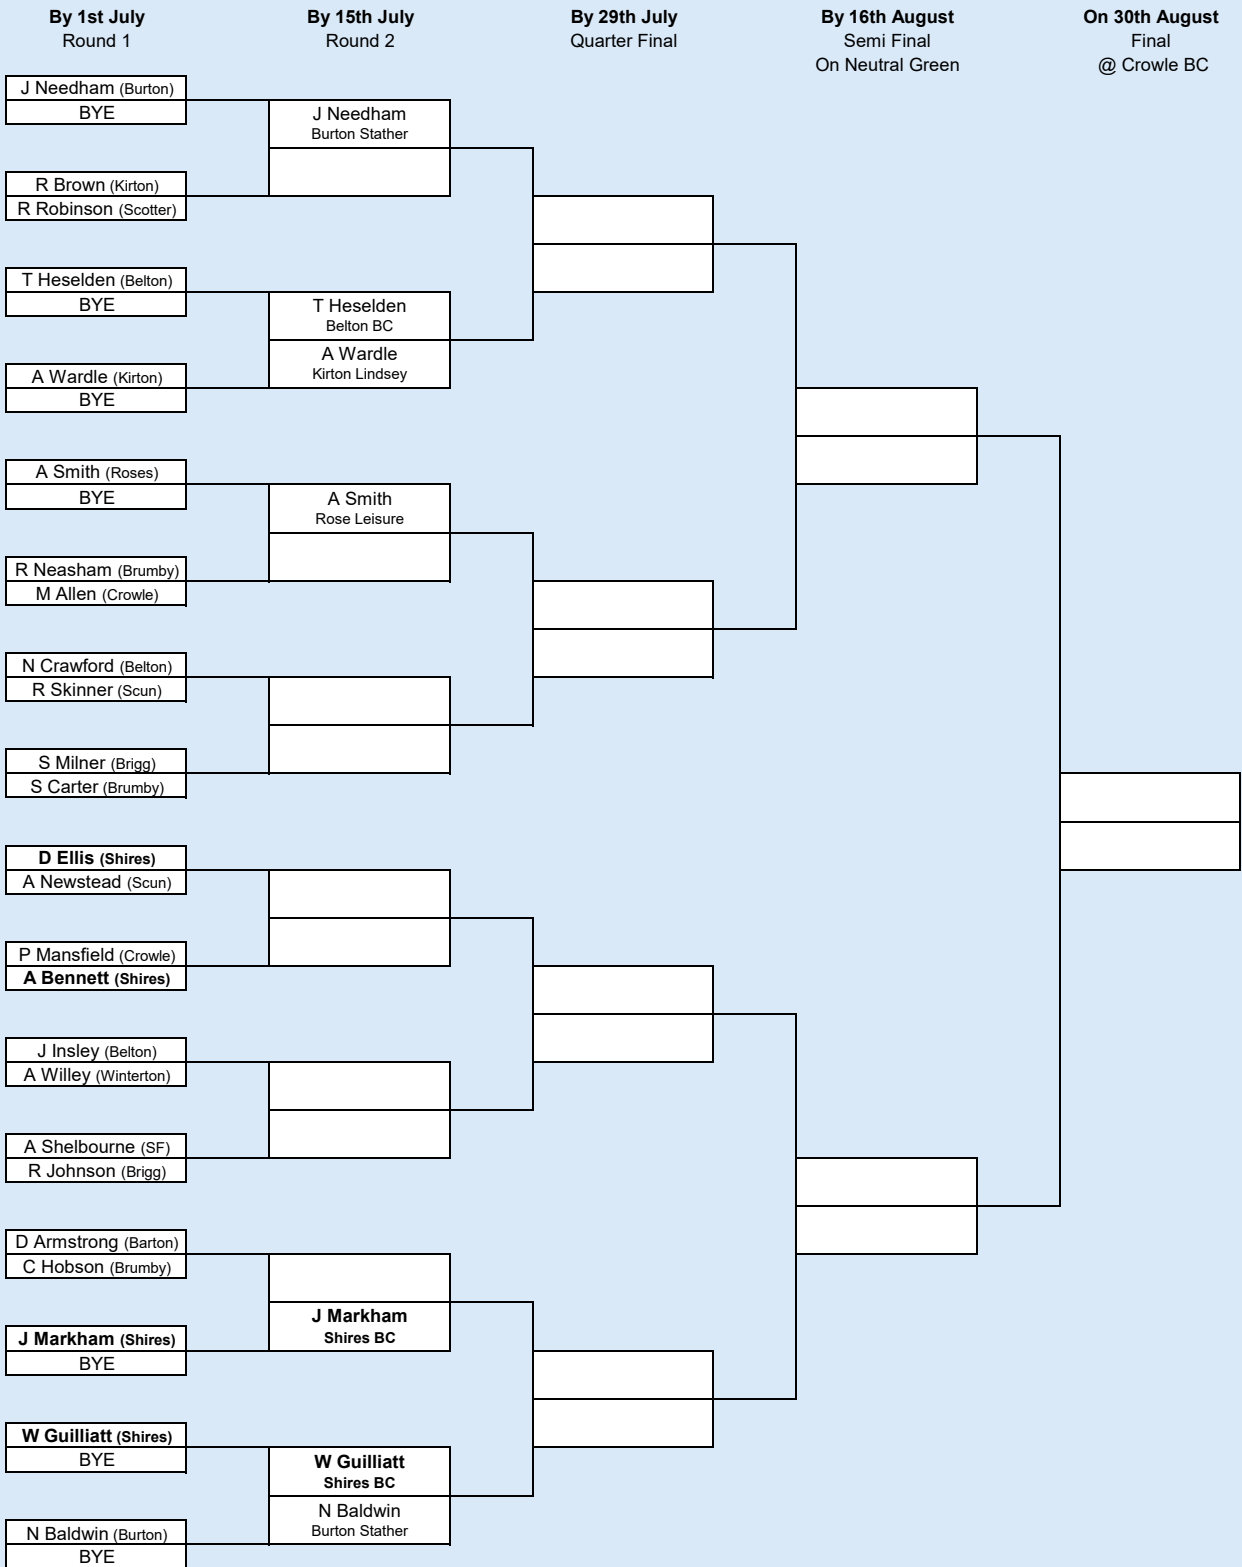 By 1st July
Round 1
By 15th July
Round 2
By 29th July
Quarter Final
By 16th August
Semi Final
On Neutral Green
On 30th August
Final
@ Crowle BC
J Needham (Burton)
BYE
R Brown (Kirton)
R Robinson (Scotter)
T Heselden (Belton)
BYE
A Wardle (Kirton)
BYE
A Smith (Roses)
BYE
R Neasham (Brumby)
M Allen (Crowle)
N Crawford (Belton)
R Skinner (Scun)
S Milner (Brigg)
S Carter (Brumby)
D Ellis (Shires)
A Newstead (Scun)
P Mansfield (Crowle)
A Bennett (Shires)
J Insley (Belton)
A Willey (Winterton)
A Shelbourne (SF)
R Johnson (Brigg)
D Armstrong (Barton)
C Hobson (Brumby)
J Markham (Shires)
BYE
W Guilliatt (Shires)
BYE
N Baldwin (Burton)
BYE
J Needham
Burton Stather
T Heselden
Belton BC
A Wardle
Kirton Lindsey
A Smith
Rose Leisure
J Markham
Shires BC
W Guilliatt
Shires BC
N Baldwin
Burton Stather